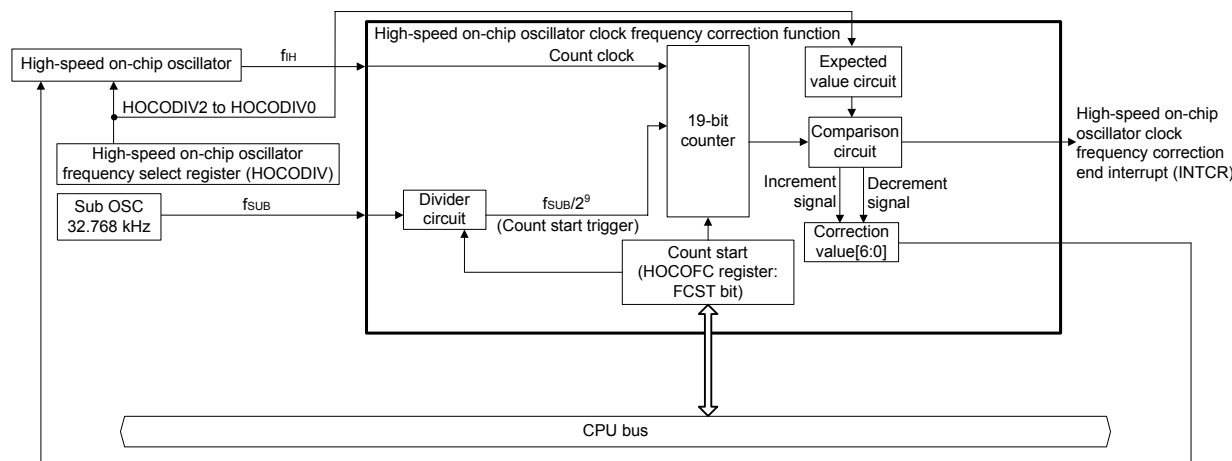 High-speed on-chip oscillator clock frequency correction function
High-speed on-chip oscillator
fIH
Count clock
HOCODIV2 to HOCODIV0
High-speed on-chip oscillator
frequency select register (HOCODIV)
Sub OSC
32.768 kHz
fSUB
Divider
circuit
fSUB/2⁹
(Count start trigger)
19-bit
counter
Count start
(HOCOFC register:
FCST bit)
Expected
value circuit
Comparison
circuit
Increment
signal
Decrement
signal
Correction
value[6:0]
High-speed on-chip
oscillator clock
frequency correction
end interrupt (INTCR)
CPU bus